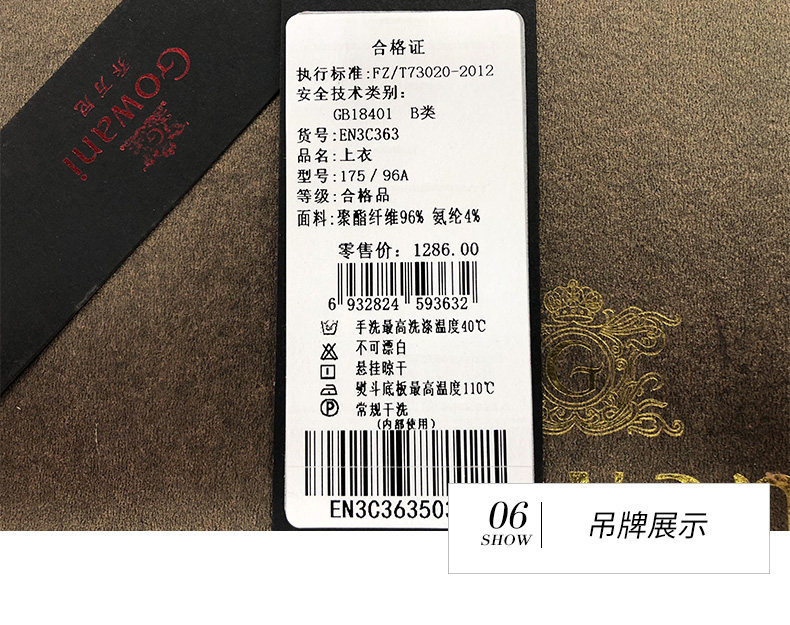 Gowani
乔万尼
合格证
执行标准:FZ/T73020-2012
安全技术类别:
GB18401 B类
货号:EN3C363
品名:上衣
型号:175/96A
等级:合格品
面料:聚酯纤维96% 氨纶4%
零售价: 1286.00
6 932824 593632
手洗最高洗涤温度40℃
不可漂白
悬挂晾干
熨斗底板最高温度110℃
P 常规干洗
(内部使用)
EN3C36350
06
SHOW
吊牌展示